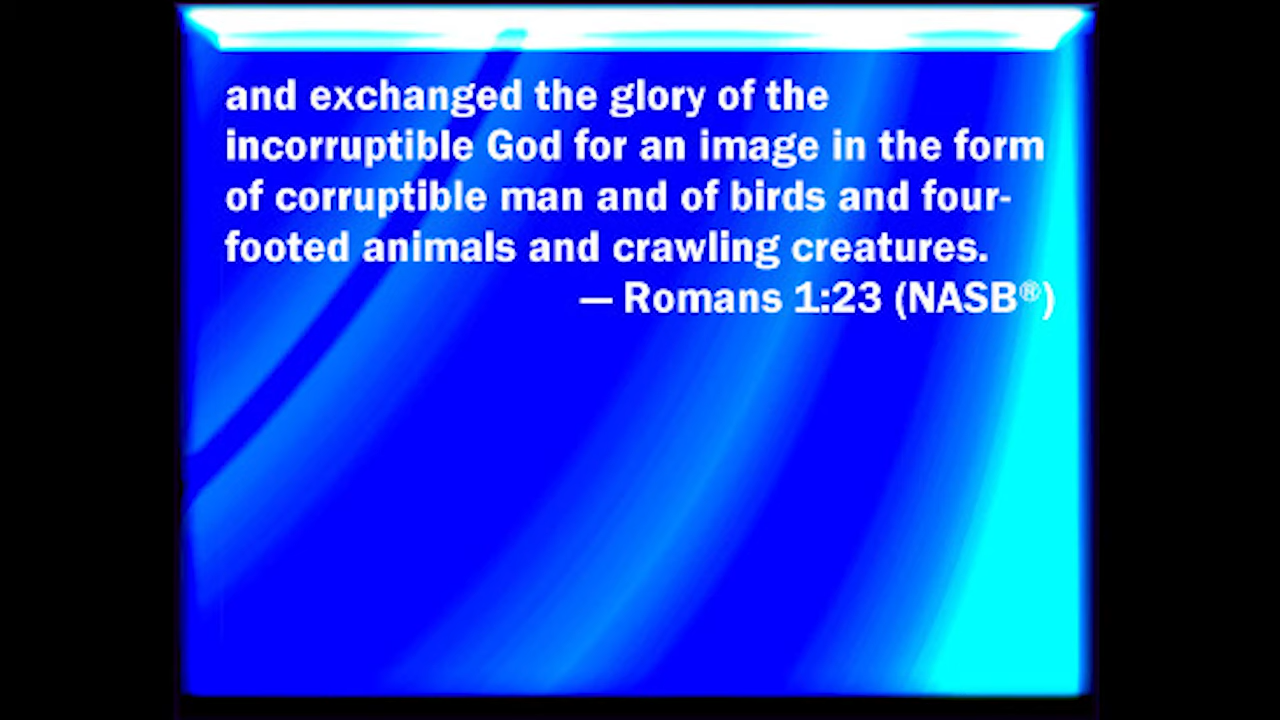 and exchanged the glory of the
incorruptible God for an image in the form
of corruptible man and of birds and four-
footed animals and crawling creatures.
— Romans 1:23 (NASB®)